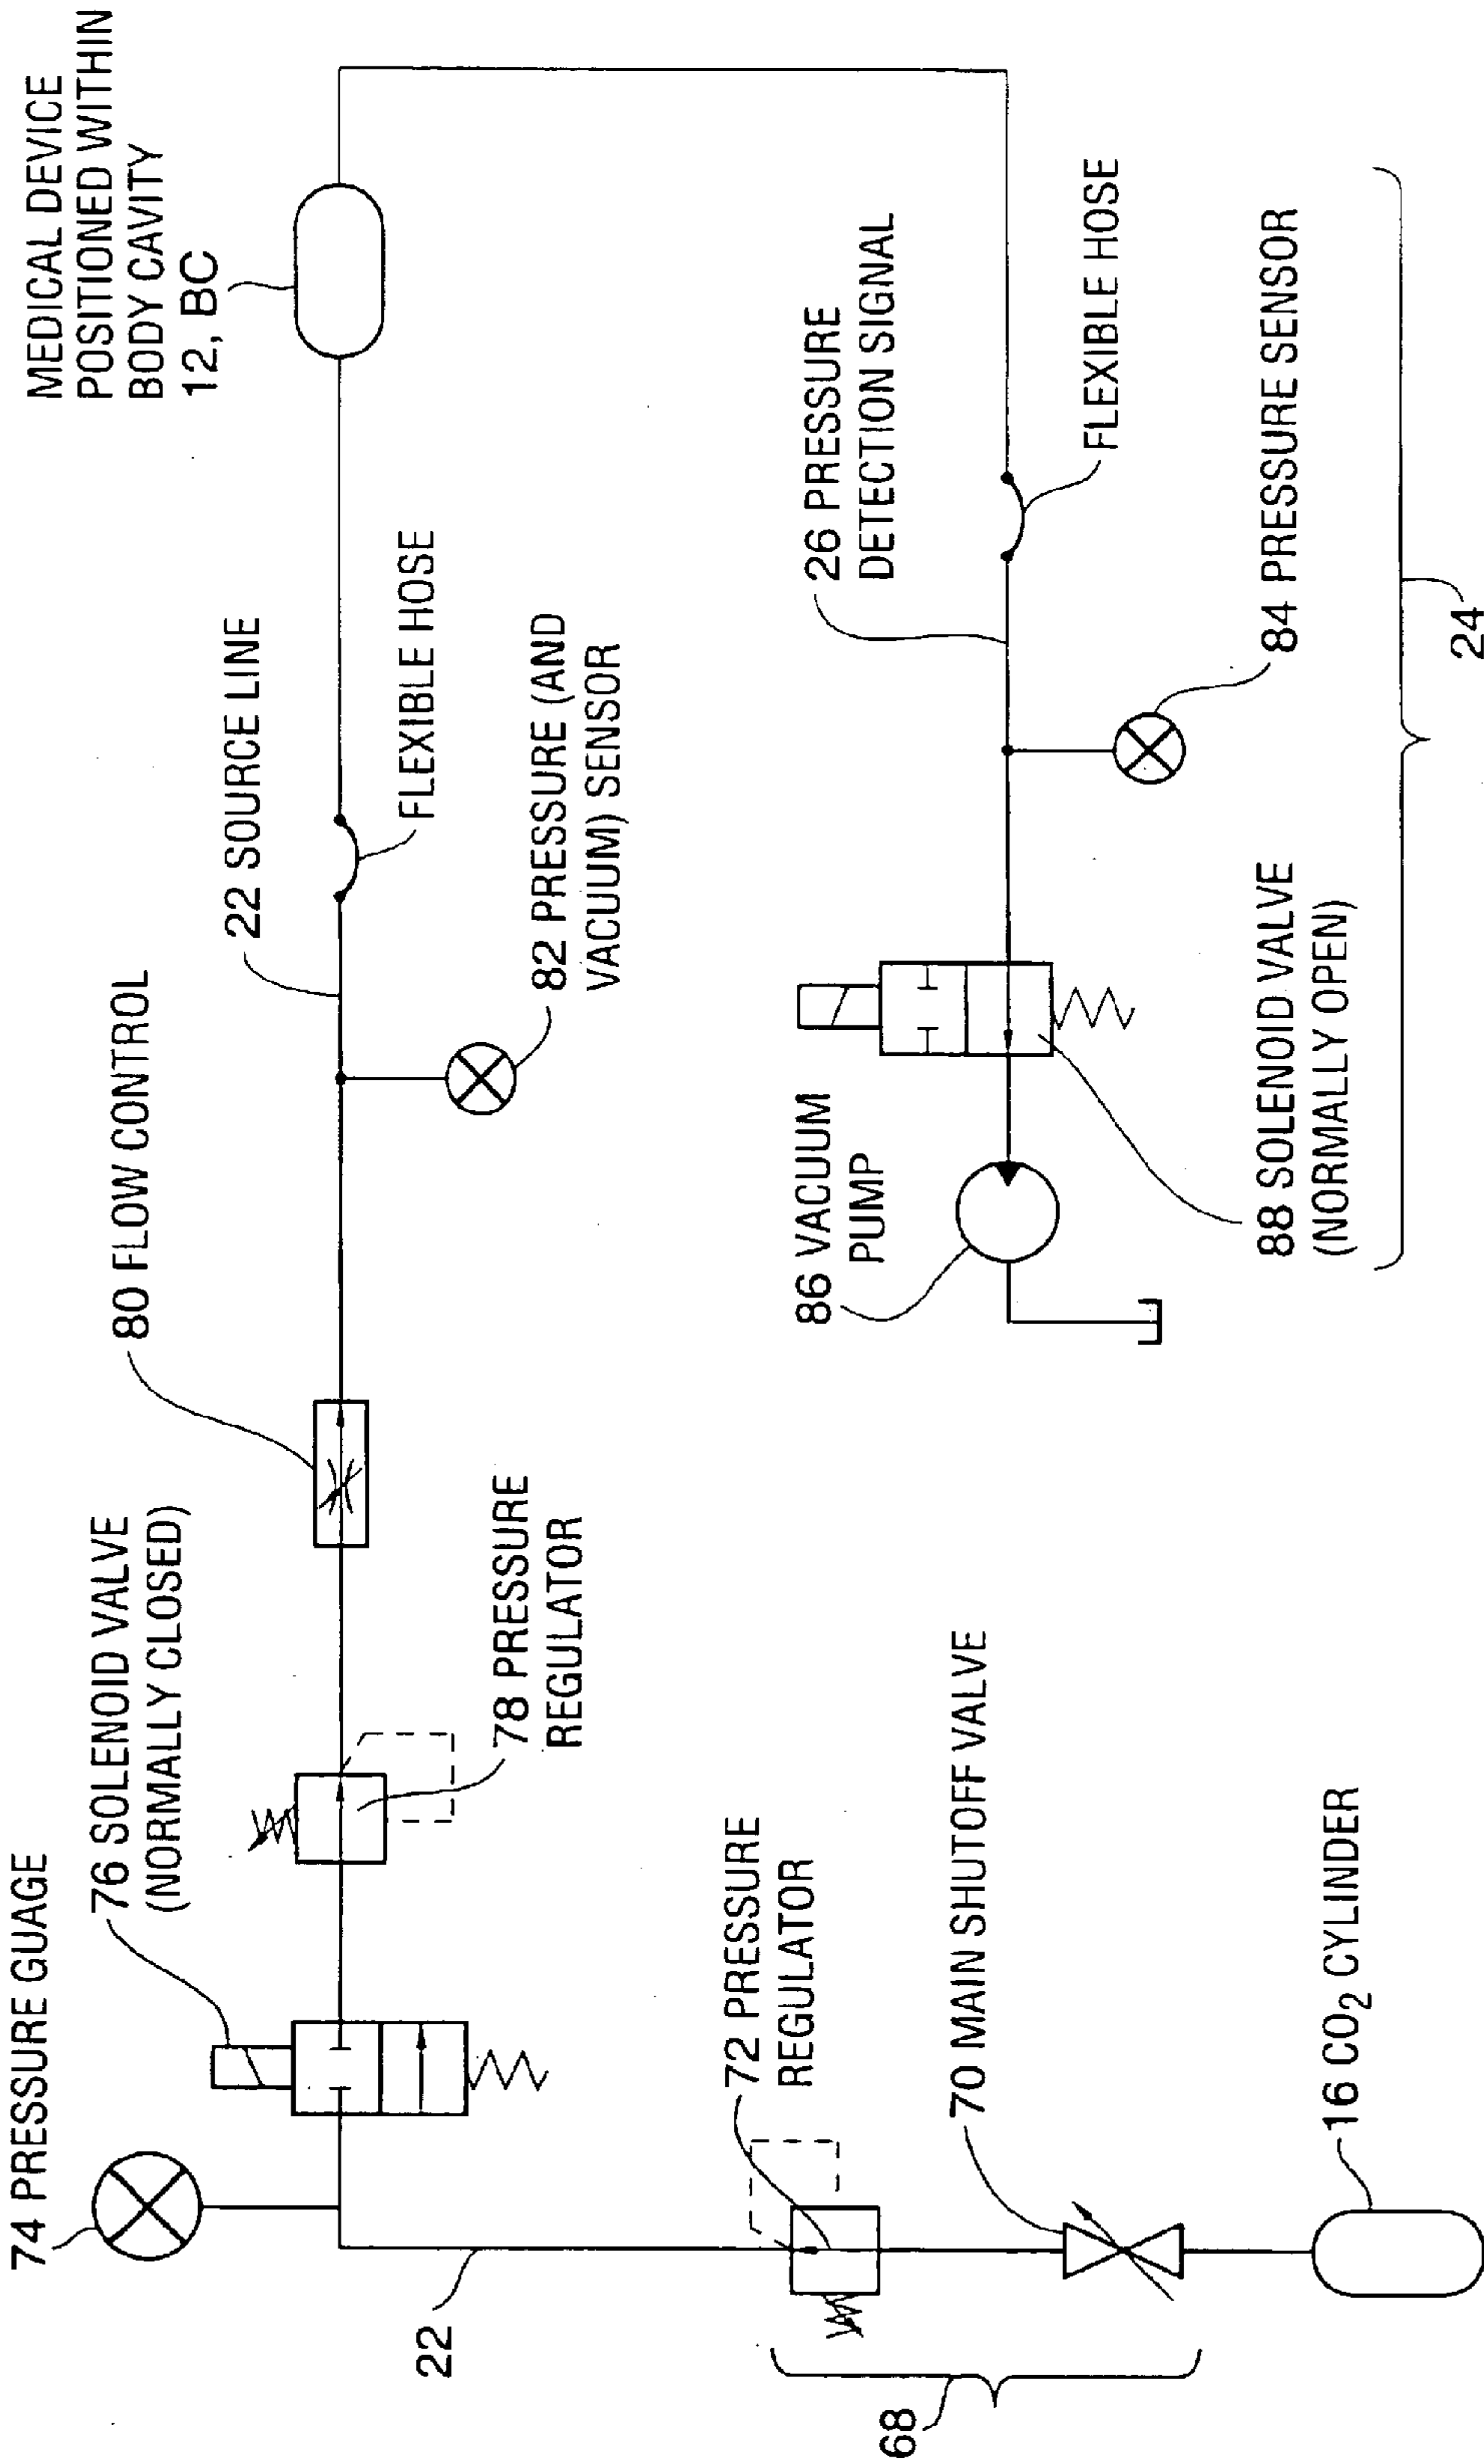 74 PRESSURE GUAGE
76 SOLENOID VALVE
(NORMALLY CLOSED)
80 FLOW CONTROL
22 SOURCE LINE
MEDICAL DEVICE
POSITIONED WITHIN
BODY CAVITY
12, BC
FLEXIBLE HOSE
82 PRESSURE (AND
VACUUM) SENSOR
78 PRESSURE
REGULATOR
22
72 PRESSURE
REGULATOR
68
70 MAIN SHUTOFF VALVE
16 CO₂ CYLINDER
86 VACUUM
PUMP
26 PRESSURE
DETECTION SIGNAL
FLEXIBLE HOSE
88 SOLENOID VALVE
(NORMALLY OPEN)
84 PRESSURE SENSOR
24